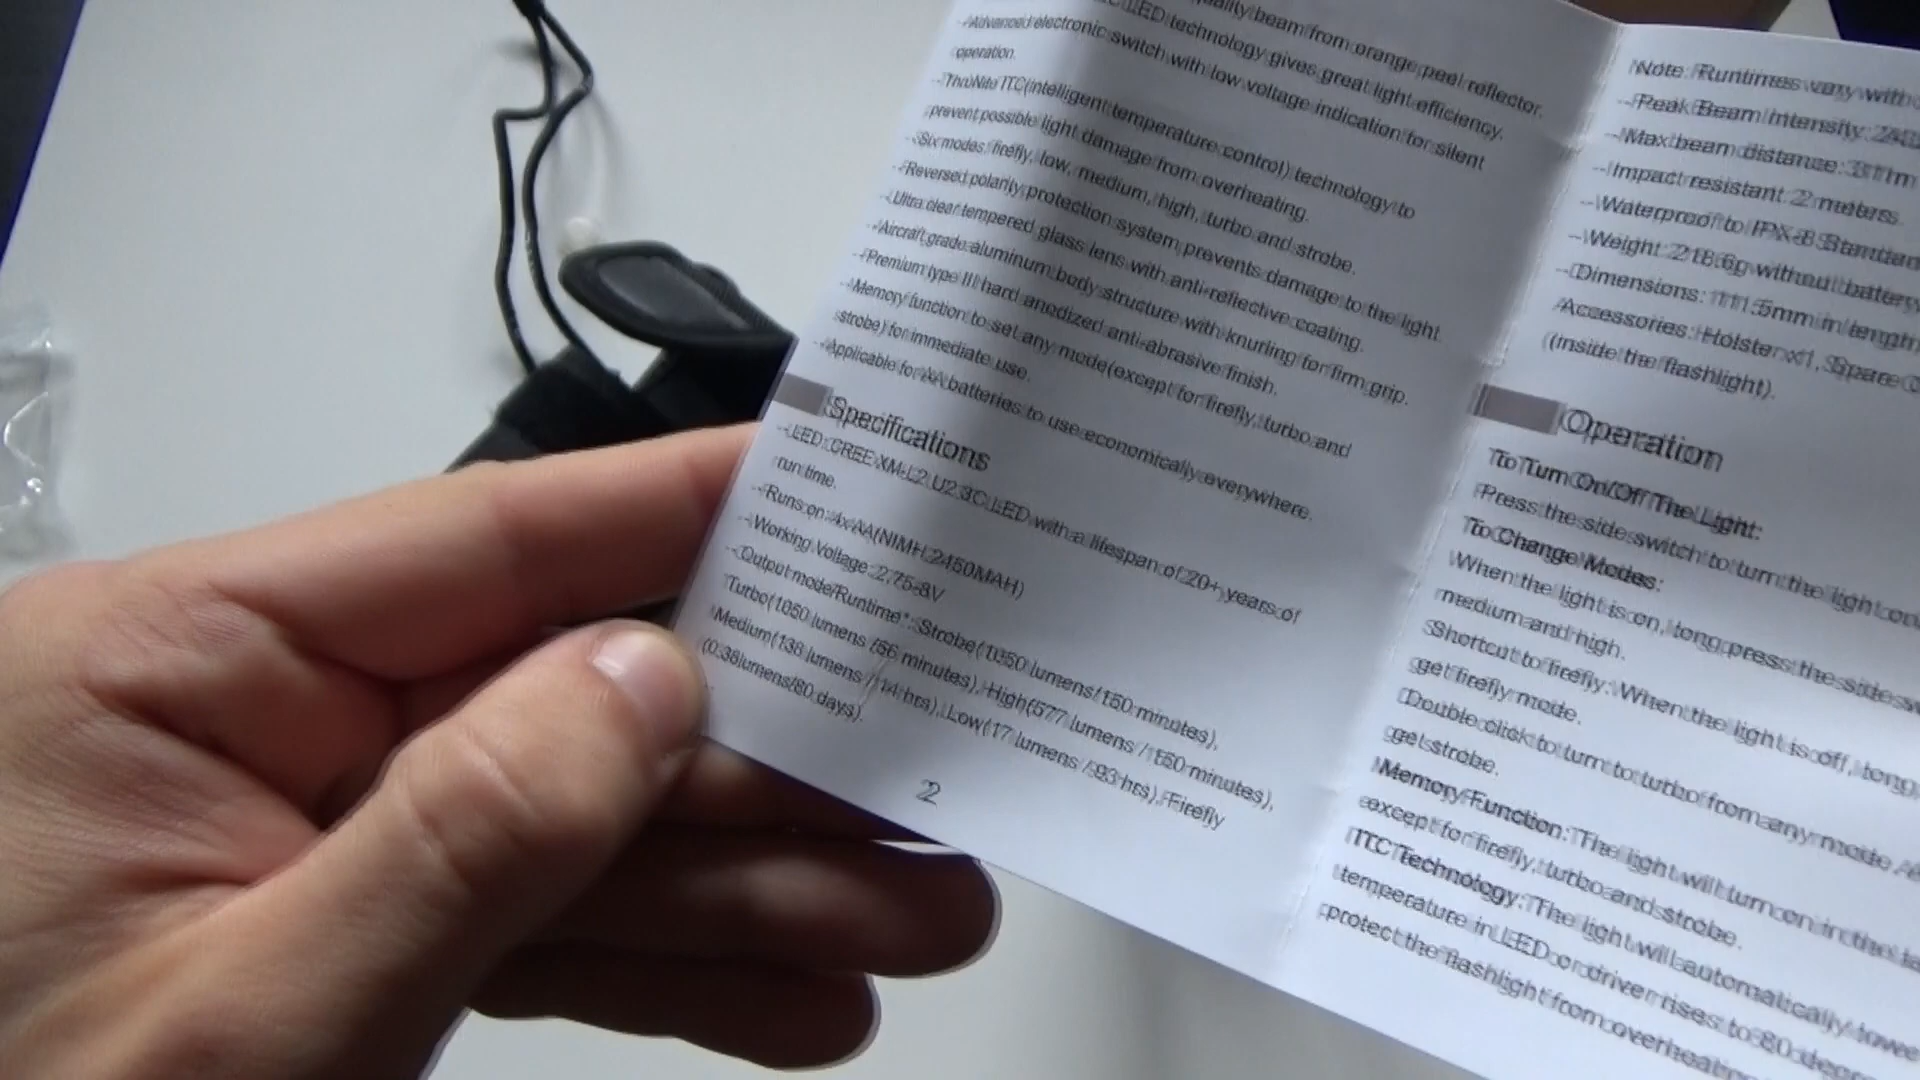 quality beam from orange peel reflector.
LED technology gives great light efficiency.
--Advanced electronic switch with low voltage indication for silent
operation.
--ThruNite ITC(intelligent temperature control) technology to
prevent possible light damage from overheating.
--Six modes: firefly, low, medium, high, turbo and strobe.
--Reversed polarity protection system prevents damage to the light
--Ultra clear tempered glass lens with anti-reflective coating.
--Aircraft grade aluminum body structure with knurling for firm grip.
--Premium type III hard anodized anti-abrasive finish.
--Memory function to set any mode(except for firefly, turbo and
strobe) for immediate use.
--Applicable for AA batteries to use economically everywhere.
Specifications
--LED: CREE XM-L2 U2 3C LED with a lifespan of 20+ years of
run time.
--Runs on: 4x AA(NIMH 2450MAH)
--Working Voltage: 2.75-8V
--Output mode/Runtime*: Strobe(1050 lumens/150 minutes),
Turbo(1050 lumens /56 minutes), High(577 lumens / 150 minutes),
Medium(138 lumens / 14 hrs), Low(17 lumens / 93 hrs), Firefly
(0.38lumens/80 days).
2
Note: Runtimes vary with
--Peak Beam Intensity:
--Max beam distance:
--Impact resistant: 2 meters.
--Waterproof to IPX-8 Standard
--Weight: 218.6g without battery
--Dimensions: 111.5mm in length
Accessories: Holster x1, Spare
(inside the flashlight).
Operation
To Turn On/Off The Light:
Press the side switch to turn the light on
To Change Modes:
When the light is on, long press the side
medium and high.
Shortcut to firefly: When the light is off, long
get firefly mode.
Double click to turn to turbo from any mode.
get strobe.
Memory Function: The light will turn on in the
except for firefly, turbo and strobe.
ITC Technology: The light will automatically
temperature in LED or driver rises to 80
protect the flashlight from